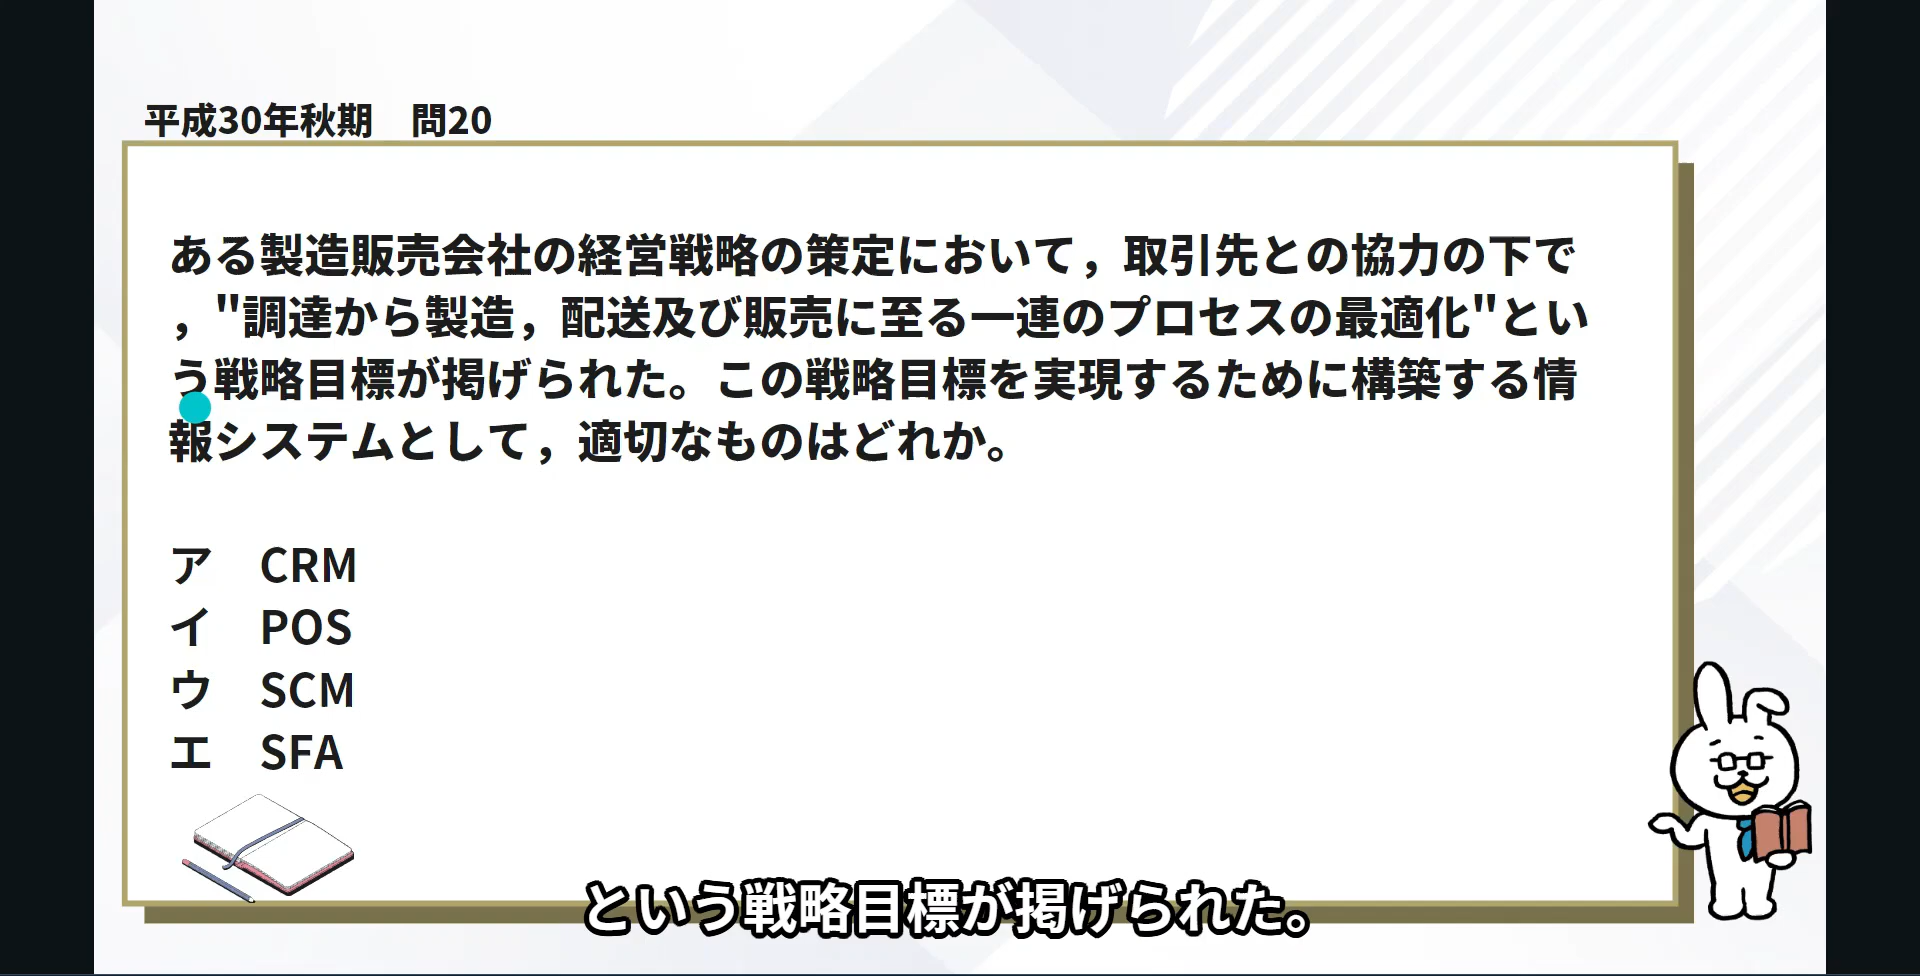 平成30年秋期　問20
ある製造販売会社の経営戦略の策定において，取引先との協力の下で
，"調達から製造，配送及び販売に至る一連のプロセスの最適化"とい
う戦略目標が掲げられた。この戦略目標を実現するために構築する情
報システムとして，適切なものはどれか。
ア　CRM
イ　POS
ウ　SCM
エ　SFA
という戦略目標が掲げられた。